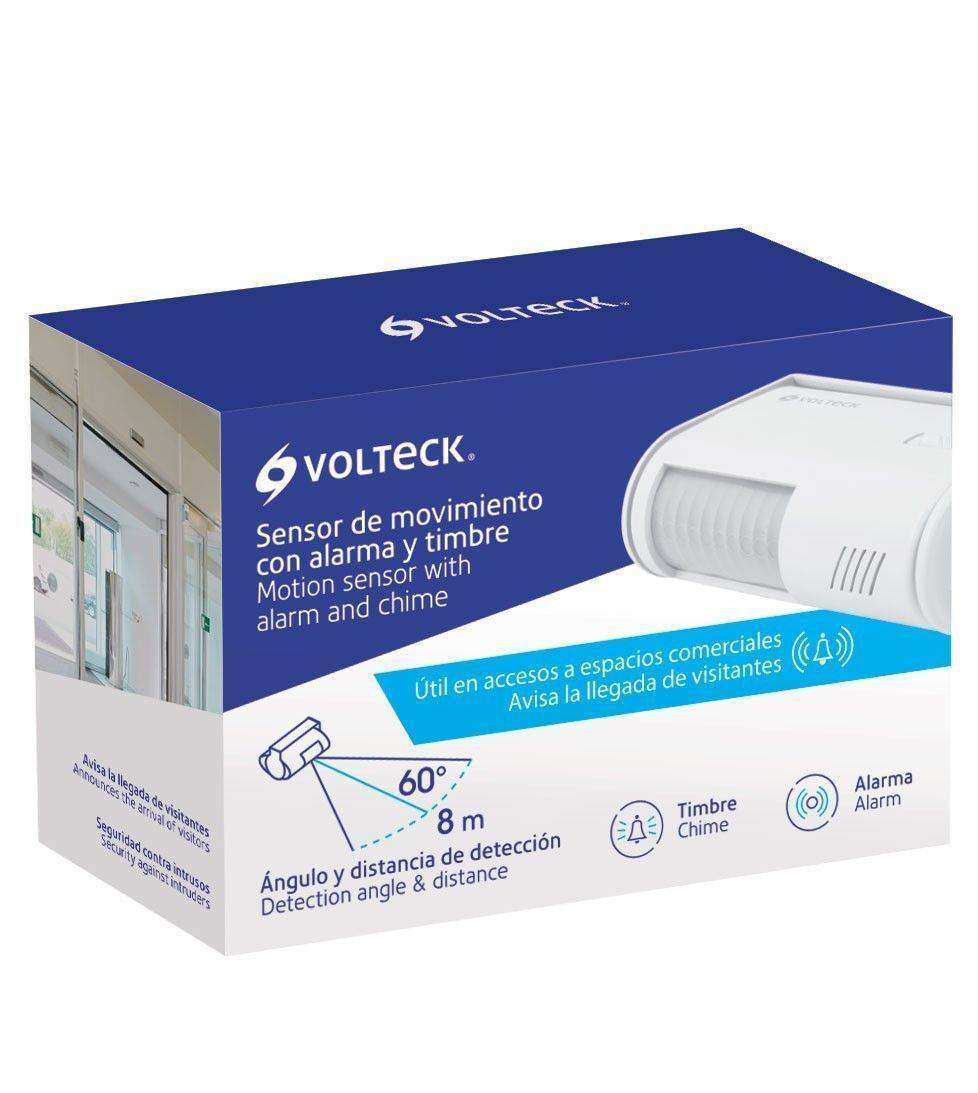 VOLTECK
VOLTECK®
Sensor de movimiento
con alarma y timbre
Motion sensor with
alarm and chime
VOLTECK
Útil en accesos a espacios comerciales
Avisa la llegada de visitantes
60°
8 m
Ángulo y distancia de detección
Detection angle & distance
Timbre
Chime
Alarma
Alarm
Avisa la llegada de visitantes
Announces the arrival of visitors
Seguridad contra intrusos
Security against intruders